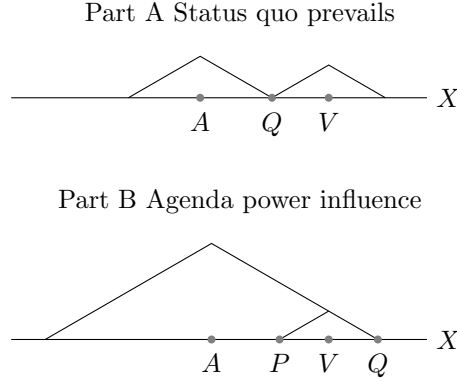 Part A Status quo prevails
X
A Q V
Part B Agenda power influence
X
A P V Q